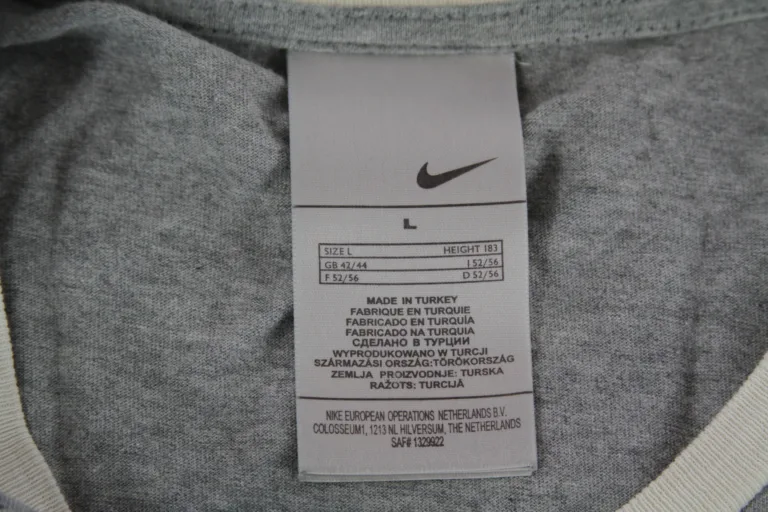 L
SIZE L HEIGHT 183
GB 42/44 I 52/56
F 52/56 D 52/56
MADE IN TURKEY
FABRIQUE EN TURQUIE
FABRICADO EN TURQUÍA
FABRICADO NA TURQUIA
СДЕЛАНО В ТУРЦИИ
WYPRODUKOWANO W TURCJI
SZÁRMAZÁSI ORSZÁG:TÖRÖKORSZÁG
ZEMLJA PROIZVODNJE: TURSKA
RAŽOTS: TURCIJĀ
NIKE EUROPEAN OPERATIONS NETHERLANDS B.V.
COLOSSEUM1, 1213 NL HILVERSUM, THE NETHERLANDS
SAF# 1329922